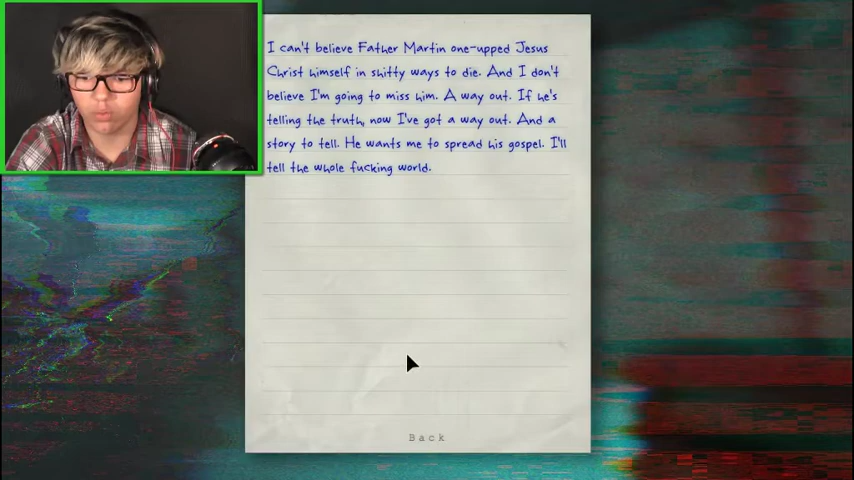 I can't believe Father Martin one-upped Jesus
Christ himself in shitty ways to die. And I don't
believe I'm going to miss him. A way out. If he's
telling the truth, now I've got a way out. And a
story to tell. He wants me to spread his gospel. I'll
tell the whole fucking world.
Back